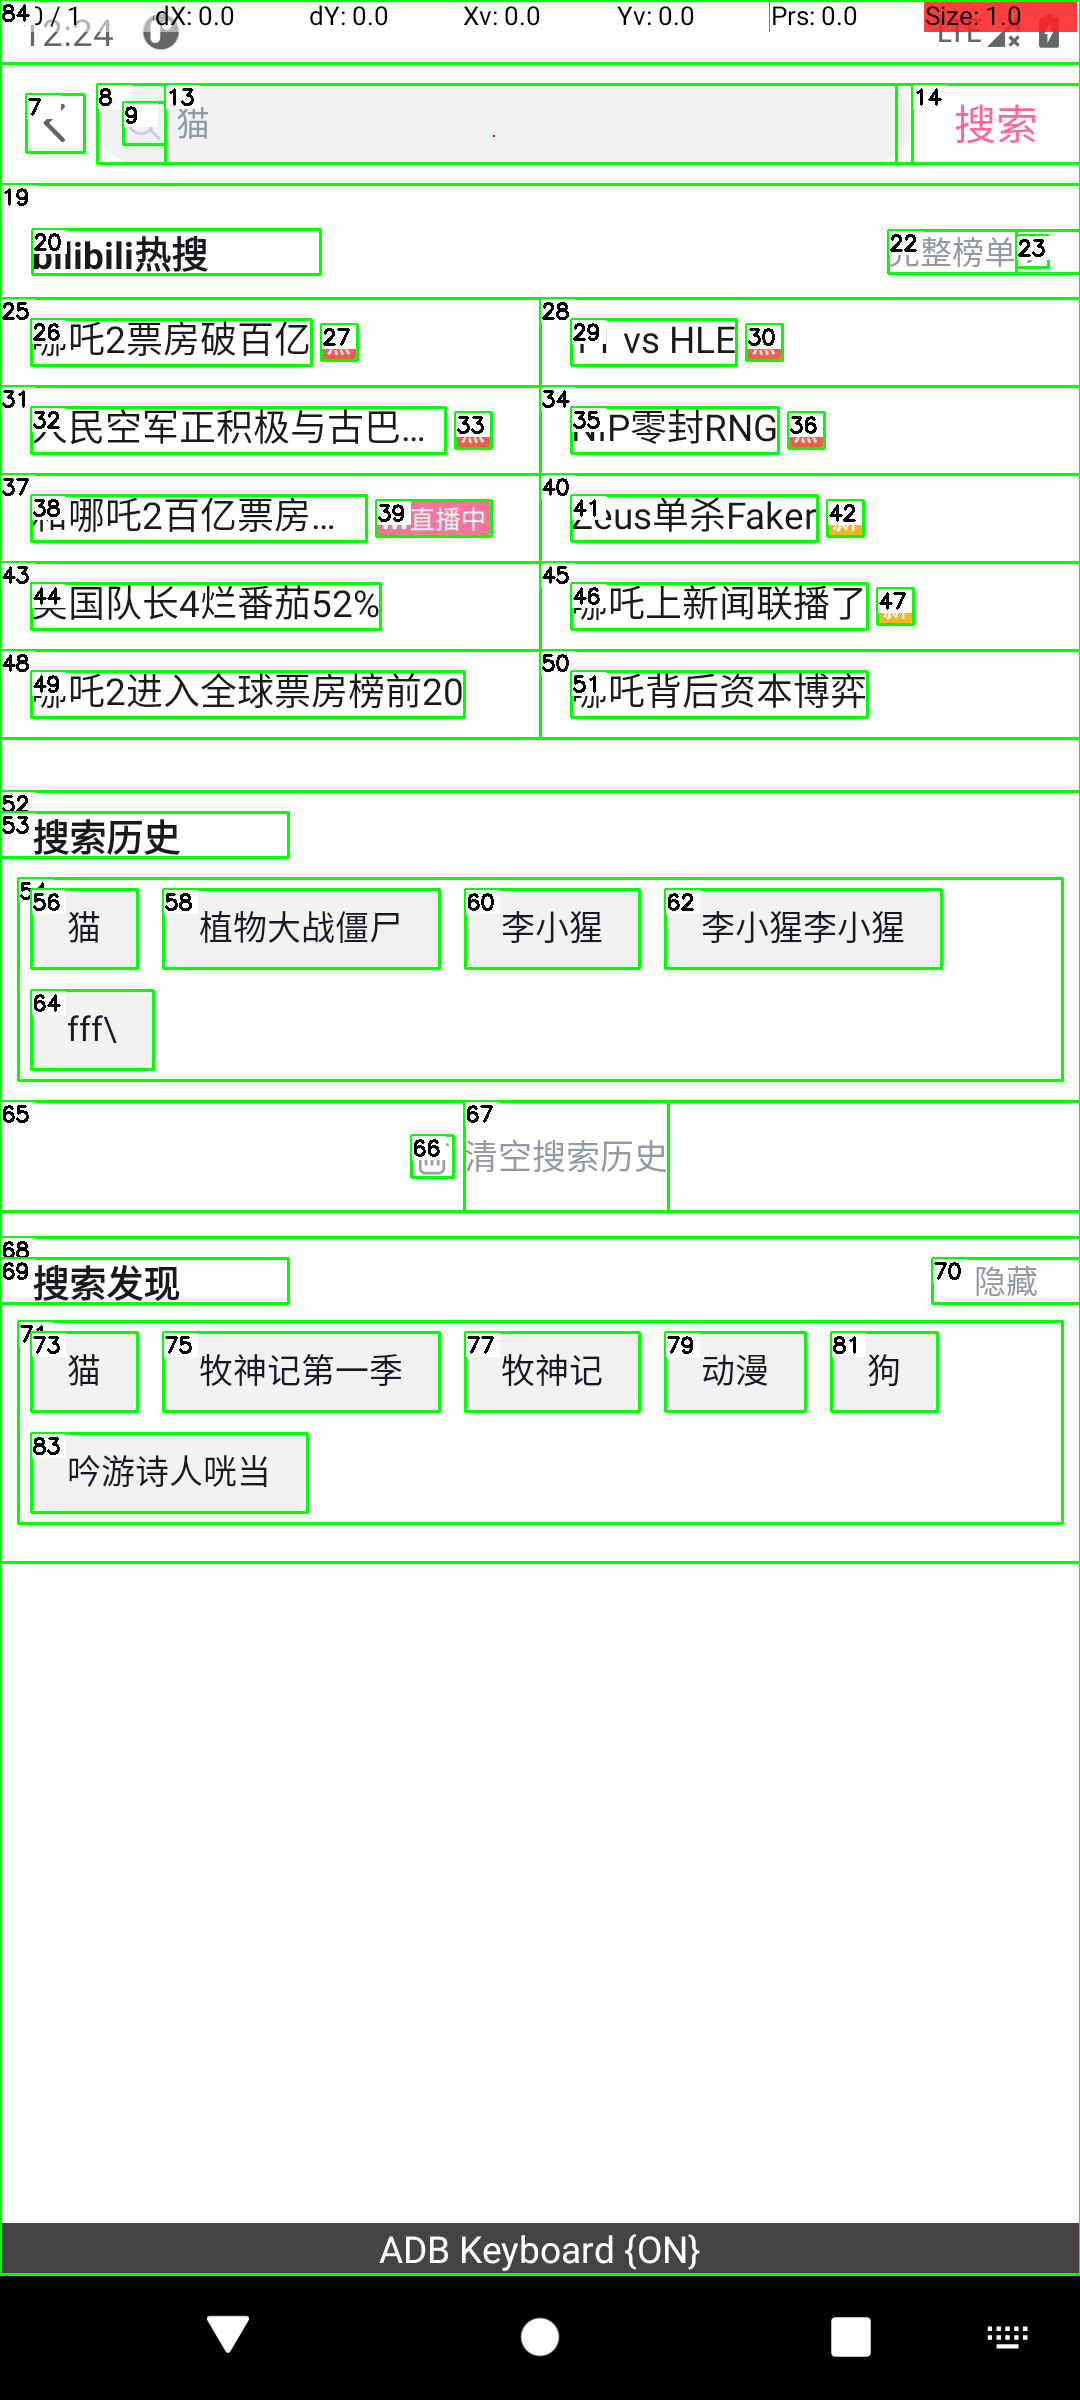 84 0 / 1 dX: 0.0 dY: 0.0 Xv: 0.0 Yv: 0.0 Prs: 0.0 Size: 1.0
12:24 LTE
7 8 9 13 猫 14 搜索
19
20 bilibili热搜 22 完整榜单 23
25 28
26 哪吒2票房破百亿 27 29 vs HLE 30
31 34
32 人民空军正积极与古巴... 33 35 NIP零封RNG 36
37 40
38 和哪吒2百亿票房... 39 直播中 41 Zeus单杀Faker 42 新
43 45
44 美国队长4烂番茄52% 46 哪吒上新闻联播了 47 新
48 50
49 哪吒2进入全球票房榜前20 51 哪吒背后资本博弈
52
53 搜索历史
56 猫 58 植物大战僵尸 60 李小猩 62 李小猩李小猩
64 fff\
65 67
66 清空搜索历史
68
69 搜索发现 70 隐藏
71
73 猫 75 牧神记第一季 77 牧神记 79 动漫 81 狗
83 吟游诗人咣当
ADB Keyboard {ON}